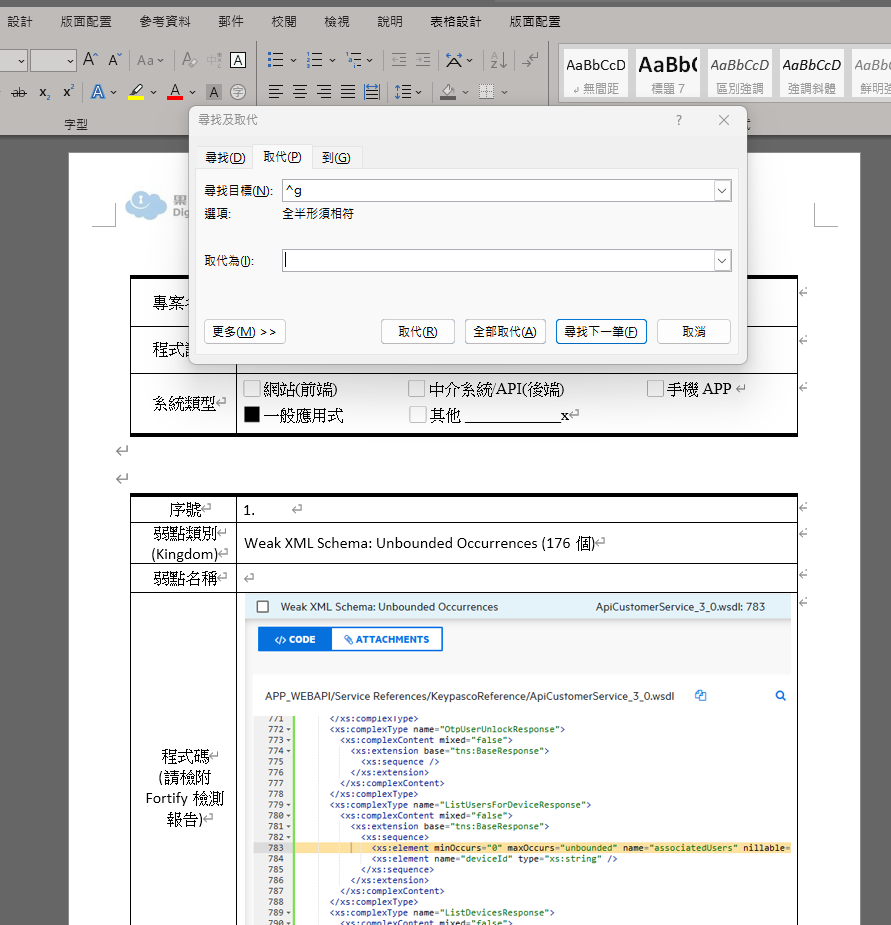 設計 版面配置 參考資料 郵件 校閱 檢視 說明 表格設計 版面配置
Aa
AaBbCcD AaBb( AaBbCcD AaBbCcD AaBb
無間距 標題 7 區別強調 強調斜體
字型
尋找及取代
尋找(D) 取代(P) 到(G)
尋找目標(N): ^g
選項: 全半形須相符
取代為(I):
更多(M) >> 取代(R) 全部取代(A) 尋找下一筆(F) 取消
系統類型 網站(前端) 中介系統/API(後端) 手機 APP
一般應用式 其他 ____________x
序號 1.
弱點類別
(Kingdom) Weak XML Schema: Unbounded Occurrences (176 個)
弱點名稱
程式碼
(請檢附
Fortify 檢測
報告)
Weak XML Schema: Unbounded Occurrences ApiCustomerService_3_0.wsdl: 783
</> CODE ATTACHMENTS
APP_WEBAPI/Service References/KeypascoReference/ApiCustomerService_3_0.wsdl
771 </xs:complexType>
772 <xs:complexType name="OtpUserUnlockResponse">
773 <xs:complexContent mixed="false">
774 <xs:extension base="tns:BaseResponse">
775 <xs:sequence />
776 </xs:extension>
777 </xs:complexContent>
778 </xs:complexType>
779 <xs:complexType name="ListUsersForDeviceResponse">
780 <xs:complexContent mixed="false">
781 <xs:extension base="tns:BaseResponse">
782 <xs:sequence>
783 <xs:element minOccurs="0" maxOccurs="unbounded" name="associatedUsers" nillable=
784 <xs:element name="deviceId" type="xs:string" />
785 </xs:sequence>
786 </xs:extension>
787 </xs:complexContent>
788 </xs:complexType>
789 <xs:complexType name="ListDevicesResponse">
790 <xs:complexContent mixed="false">